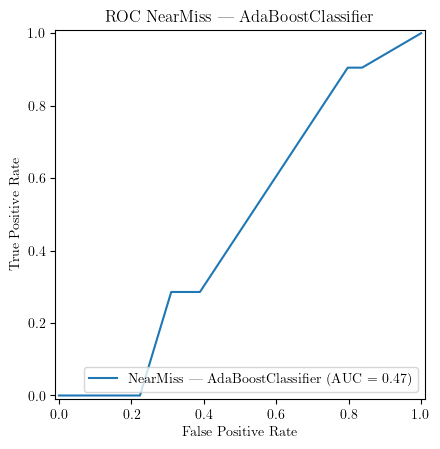 ROC NearMiss — AdaBoostClassifier
1.0
0.8
0.6
0.4
0.2
0.0
True Positive Rate
NearMiss — AdaBoostClassifier (AUC = 0.47)
0.0 0.2 0.4 0.6 0.8 1.0
False Positive Rate